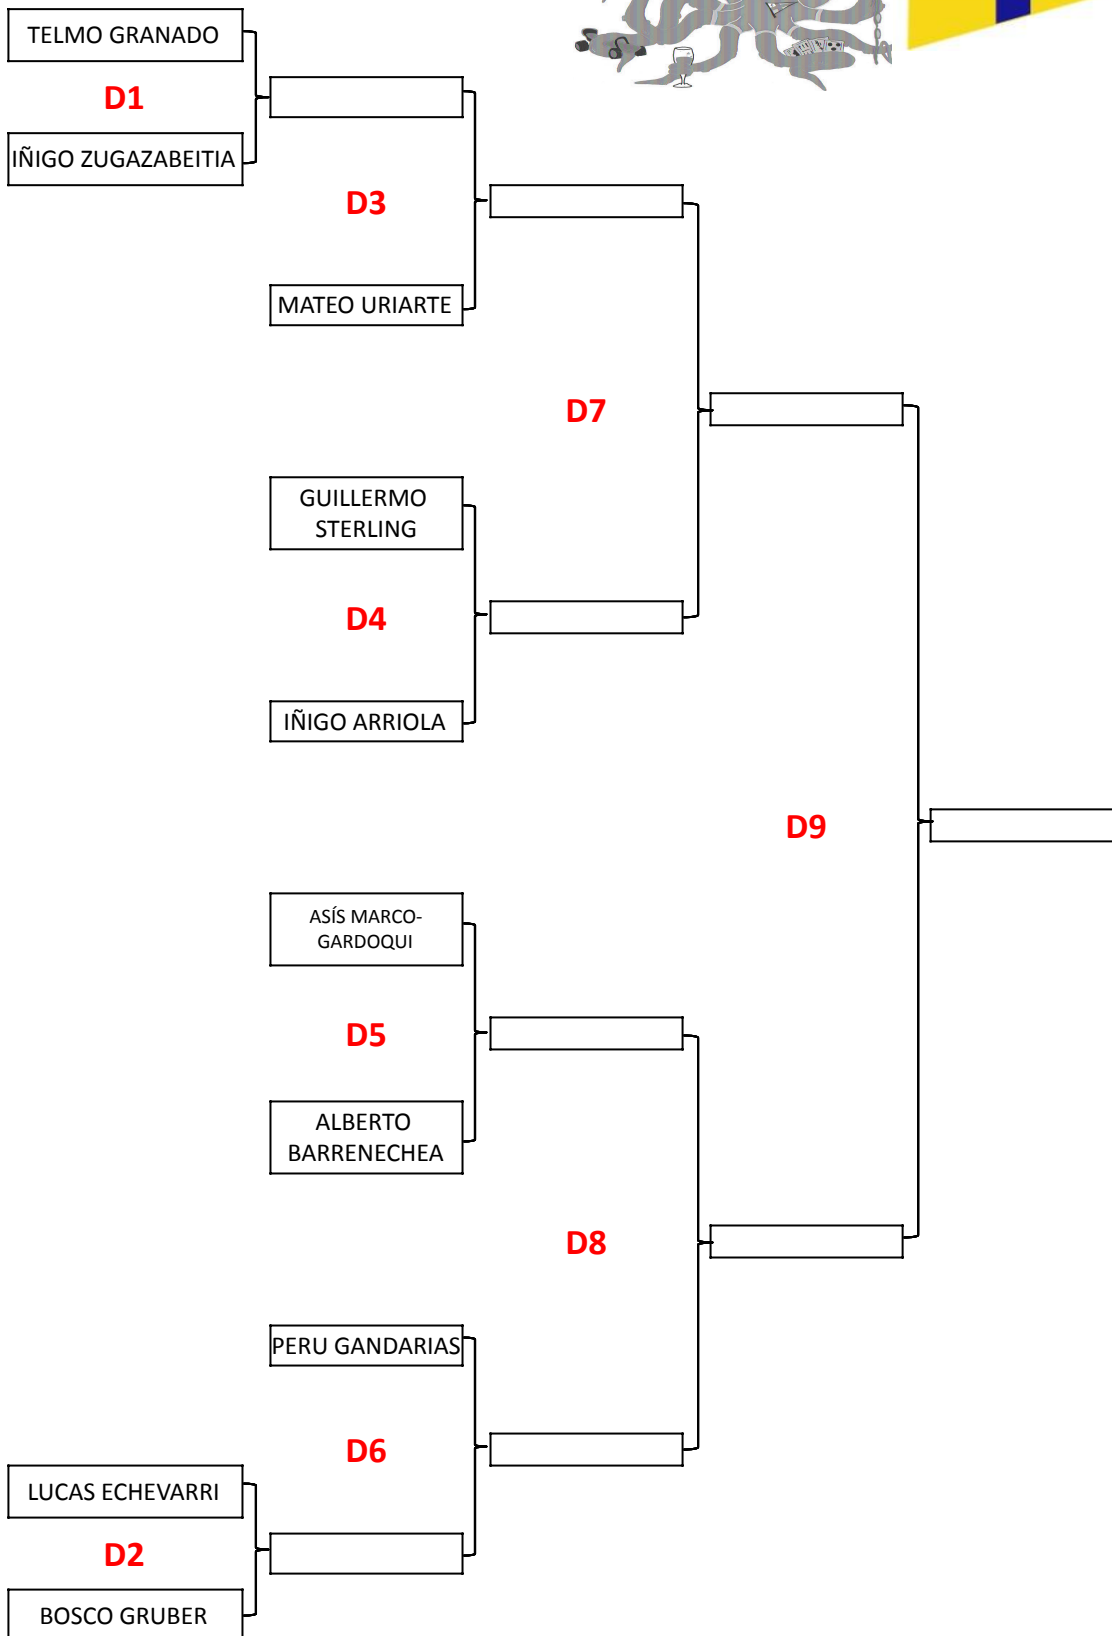 TELMO GRANADO
D1
IÑIGO ZUGAZABEITIA
D3
MATEO URIARTE
D7
GUILLERMO
STERLING
D4
IÑIGO ARRIOLA
D9
ASÍS MARCO-
GARDOQUI
D5
ALBERTO
BARRENECHEA
D8
PERU GANDARIAS
D6
LUCAS ECHEVARRI
D2
BOSCO GRUBER